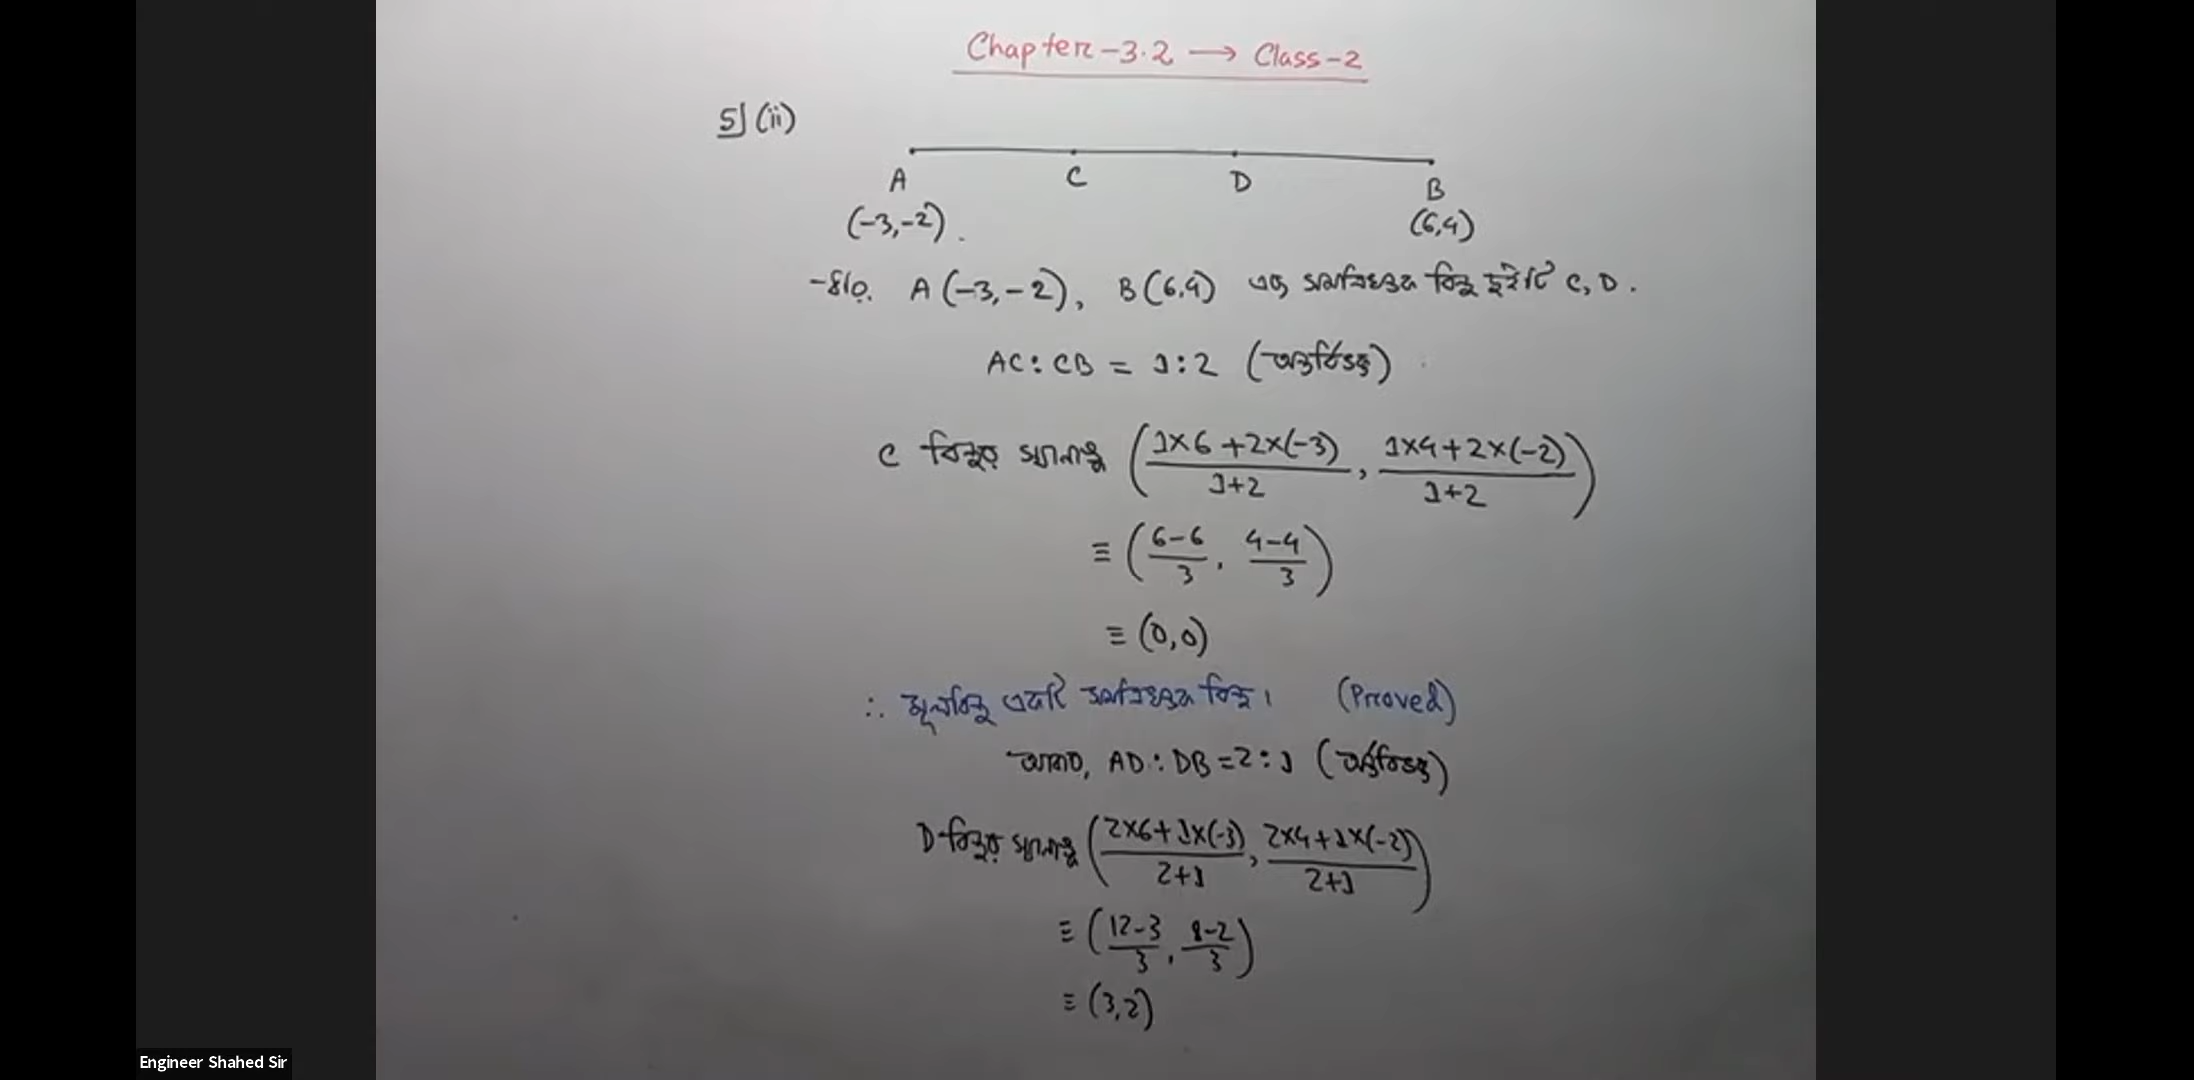 Chapter-3.2 → Class-2
5] (ii)
A C D B
(-3,-2) (6,4)
ধরি, A (-3,-2), B (6,4) এর সমত্রিখণ্ডক বিন্দু দুইটি C, D.
AC : CB = 1:2 (অন্তর্বিভক্ত)
C বিন্দুর স্থানাঙ্ক ((1×6+2×(-3))/(1+2), (1×4+2×(-2))/(1+2))
≡ ((6-6)/3, (4-4)/3)
≡ (0,0)
∴ মূলবিন্দু একটি সমত্রিখণ্ডক বিন্দু। (Proved)
আবার, AD : DB = 2:1 (অন্তর্বিভক্ত)
D বিন্দুর স্থানাঙ্ক ((2×6+1×(-3))/(2+1), (2×4+1×(-2))/(2+1))
≡ ((12-3)/3, (8-2)/3)
≡ (3,2)
Engineer Shahed Sir